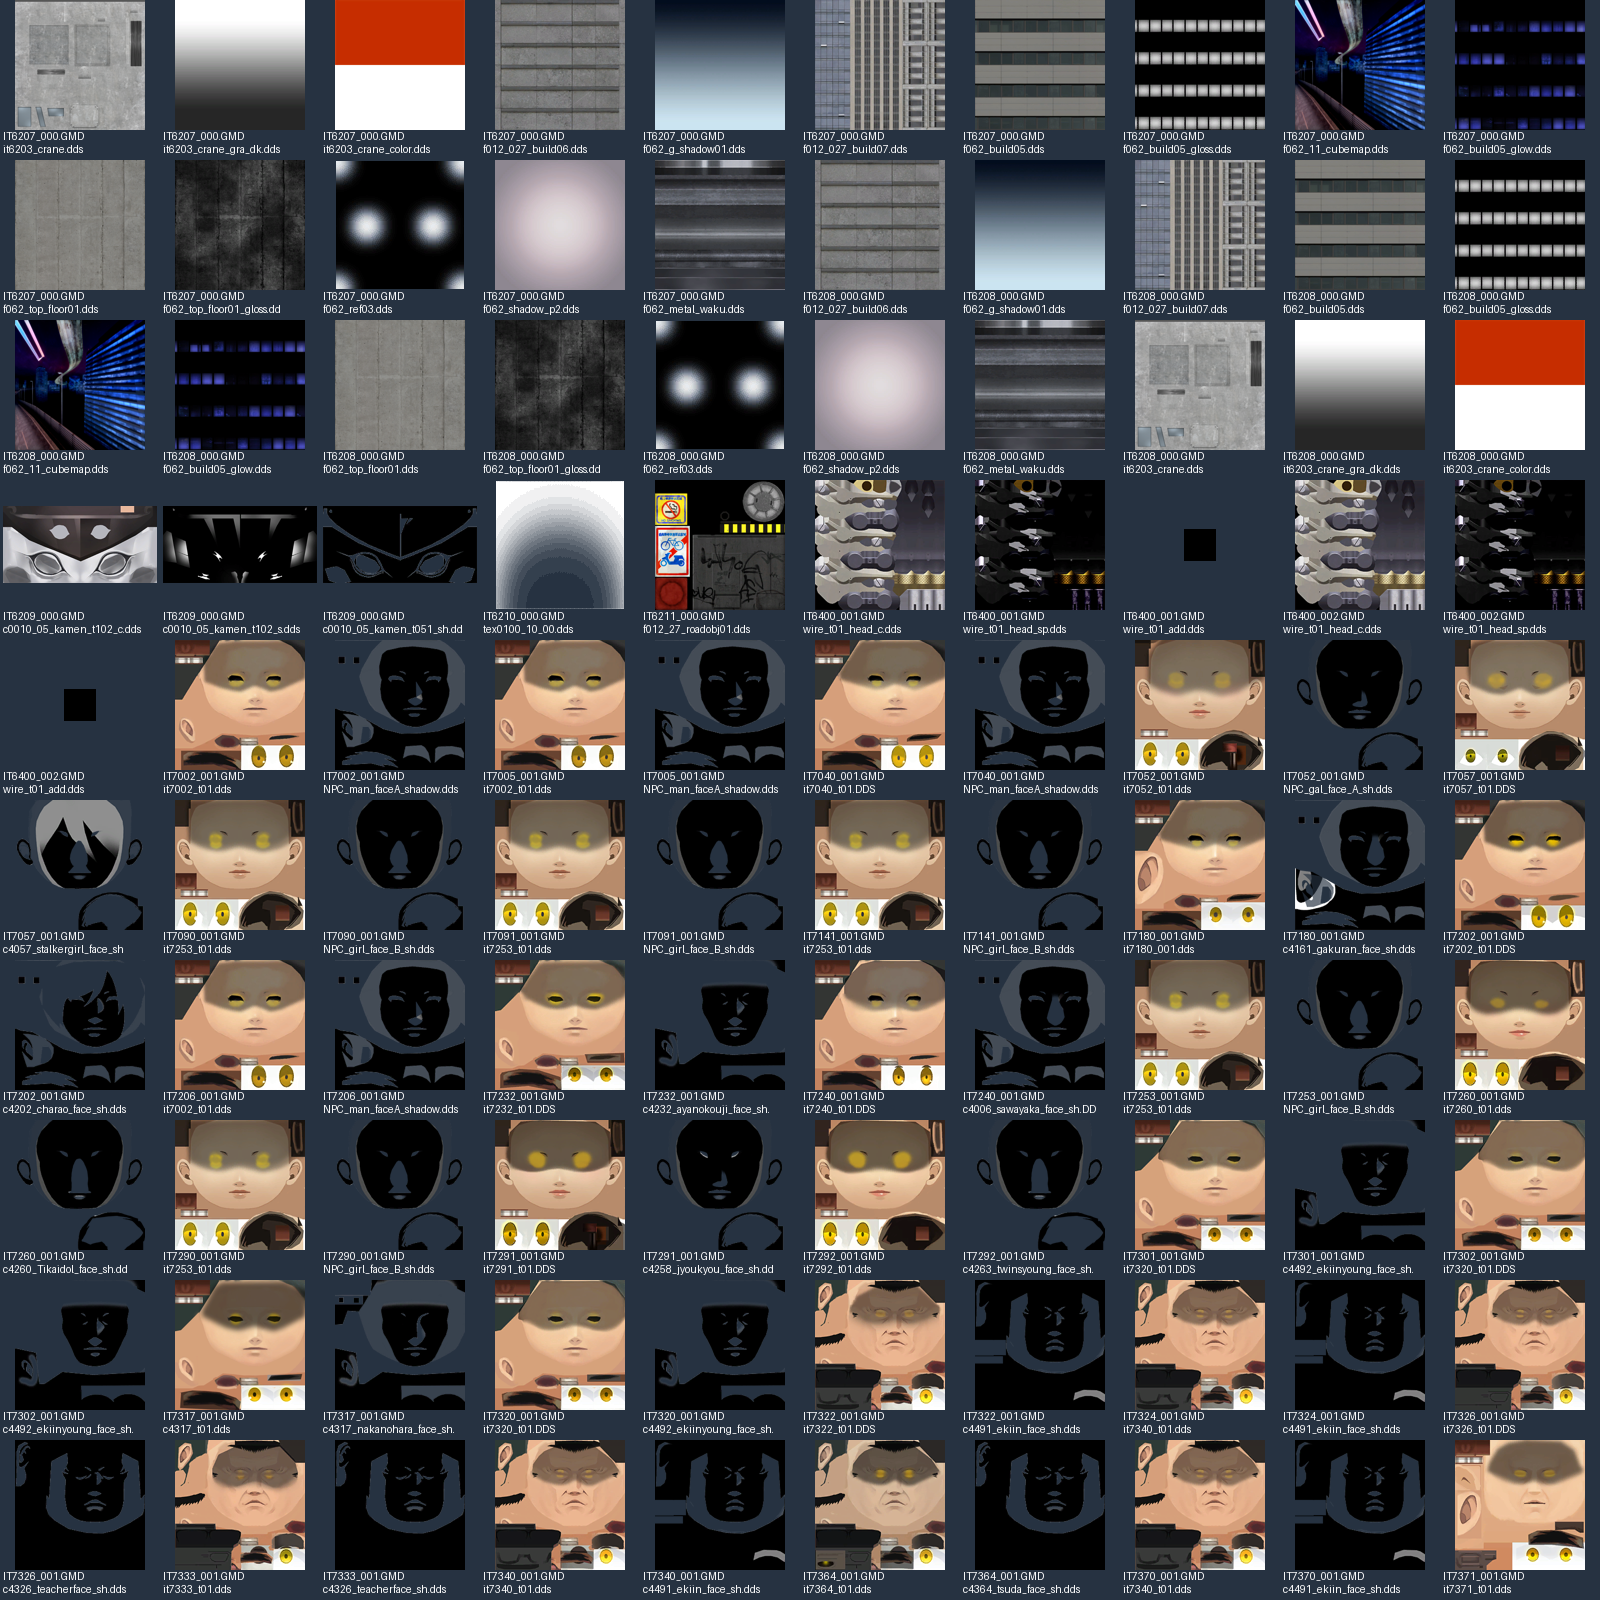 IT6207_000.GMD
it6203_crane.dds
IT6207_000.GMD
it6203_crane_gra_dk.dds
IT6207_000.GMD
it6203_crane_color.dds
IT6207_000.GMD
f012_027_build06.dds
IT6207_000.GMD
f062_g_shadow01.dds
IT6207_000.GMD
f012_027_build07.dds
IT6207_000.GMD
f062_build05.dds
IT6207_000.GMD
f062_build05_gloss.dds
IT6207_000.GMD
f062_11_cubemap.dds
IT6207_000.GMD
f062_build05_glow.dds
IT6207_000.GMD
f062_top_floor01.dds
IT6207_000.GMD
f062_top_floor01_gloss.dd
IT6207_000.GMD
f062_ref03.dds
IT6207_000.GMD
f062_shadow_p2.dds
IT6207_000.GMD
f062_metal_waku.dds
IT6208_000.GMD
f012_027_build06.dds
IT6208_000.GMD
f062_g_shadow01.dds
IT6208_000.GMD
f012_027_build07.dds
IT6208_000.GMD
f062_build05.dds
IT6208_000.GMD
f062_build05_gloss.dds
IT6208_000.GMD
f062_11_cubemap.dds
IT6208_000.GMD
f062_build05_glow.dds
IT6208_000.GMD
f062_top_floor01.dds
IT6208_000.GMD
f062_top_floor01_gloss.dd
IT6208_000.GMD
f062_ref03.dds
IT6208_000.GMD
f062_shadow_p2.dds
IT6208_000.GMD
f062_metal_waku.dds
IT6208_000.GMD
it6203_crane.dds
IT6208_000.GMD
it6203_crane_gra_dk.dds
IT6208_000.GMD
it6203_crane_color.dds
IT6209_000.GMD
c0010_05_kamen_t102_c.dds
IT6209_000.GMD
c0010_05_kamen_t102_s.dds
IT6209_000.GMD
c0010_05_kamen_t051_sh.dd
IT6210_000.GMD
tex0100_10_00.dds
IT6211_000.GMD
f012_27_roadobj01.dds
IT6400_001.GMD
wire_t01_head_c.dds
IT6400_001.GMD
wire_t01_head_sp.dds
IT6400_001.GMD
wire_t01_add.dds
IT6400_002.GMD
wire_t01_head_c.dds
IT6400_002.GMD
wire_t01_head_sp.dds
IT6400_002.GMD
wire_t01_add.dds
IT7002_001.GMD
it7002_t01.dds
IT7002_001.GMD
NPC_man_faceA_shadow.dds
IT7005_001.GMD
it7002_t01.dds
IT7005_001.GMD
NPC_man_faceA_shadow.dds
IT7040_001.GMD
it7040_t01.DDS
IT7040_001.GMD
NPC_man_faceA_shadow.dds
IT7052_001.GMD
it7052_t01.dds
IT7052_001.GMD
NPC_gal_face_A_sh.dds
IT7057_001.GMD
it7057_t01.DDS
IT7057_001.GMD
c4057_stalkergirl_face_sh
IT7090_001.GMD
it7253_t01.dds
IT7090_001.GMD
NPC_girl_face_B_sh.dds
IT7091_001.GMD
it7253_t01.dds
IT7091_001.GMD
NPC_girl_face_B_sh.dds
IT7141_001.GMD
it7253_t01.dds
IT7141_001.GMD
NPC_girl_face_B_sh.dds
IT7180_001.GMD
it7180_001.dds
IT7180_001.GMD
c4161_gakuran_face_sh.dds
IT7202_001.GMD
it7202_t01.DDS
IT7202_001.GMD
c4202_charao_face_sh.dds
IT7206_001.GMD
it7002_t01.dds
IT7206_001.GMD
NPC_man_faceA_shadow.dds
IT7232_001.GMD
it7232_t01.DDS
IT7232_001.GMD
c4232_ayanokouji_face_sh.
IT7240_001.GMD
it7240_t01.DDS
IT7240_001.GMD
c4006_sawayaka_face_sh.DD
IT7253_001.GMD
it7253_t01.dds
IT7253_001.GMD
NPC_girl_face_B_sh.dds
IT7260_001.GMD
it7260_t01.dds
IT7260_001.GMD
c4260_Tikaidol_face_sh.dd
IT7290_001.GMD
it7253_t01.dds
IT7290_001.GMD
NPC_girl_face_B_sh.dds
IT7291_001.GMD
it7291_t01.DDS
IT7291_001.GMD
c4258_jyoukyou_face_sh.dd
IT7292_001.GMD
it7292_t01.dds
IT7292_001.GMD
c4263_twinsyoung_face_sh.
IT7301_001.GMD
it7320_t01.DDS
IT7301_001.GMD
c4492_ekiinyoung_face_sh.
IT7302_001.GMD
it7320_t01.DDS
IT7302_001.GMD
c4492_ekiinyoung_face_sh.
IT7317_001.GMD
c4317_t01.dds
IT7317_001.GMD
c4317_nakanohara_face_sh.
IT7320_001.GMD
it7320_t01.DDS
IT7320_001.GMD
c4492_ekiinyoung_face_sh.
IT7322_001.GMD
it7322_t01.DDS
IT7322_001.GMD
c4491_ekiin_face_sh.dds
IT7324_001.GMD
it7340_t01.dds
IT7324_001.GMD
c4491_ekiin_face_sh.dds
IT7326_001.GMD
it7326_t01.DDS
IT7326_001.GMD
c4326_teacherface_sh.dds
IT7333_001.GMD
it7333_t01.dds
IT7333_001.GMD
c4326_teacherface_sh.dds
IT7340_001.GMD
it7340_t01.dds
IT7340_001.GMD
c4491_ekiin_face_sh.dds
IT7364_001.GMD
it7364_t01.dds
IT7364_001.GMD
c4364_tsuda_face_sh.dds
IT7370_001.GMD
it7340_t01.dds
IT7370_001.GMD
c4491_ekiin_face_sh.dds
IT7371_001.GMD
it7371_t01.dds